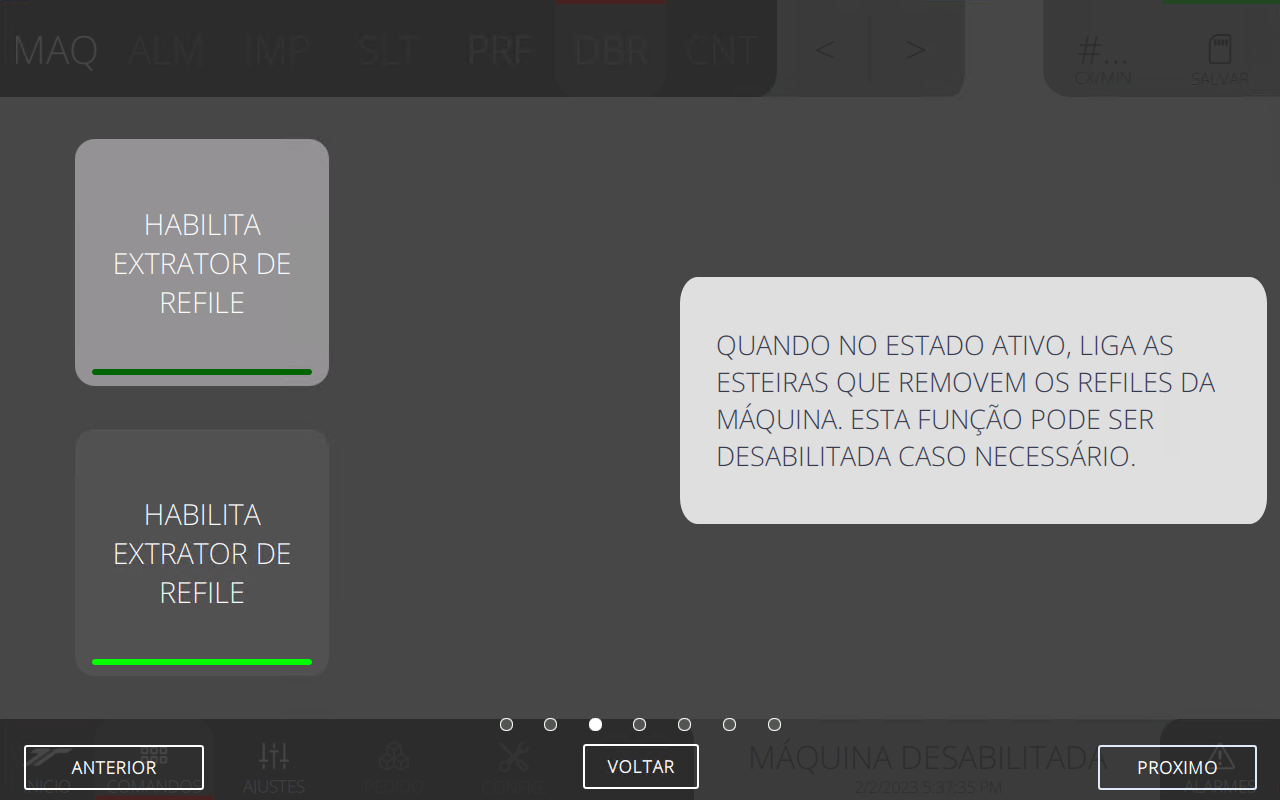 MAQ ALM IMP SLT PRF DBR CNT < > #...
CX/MIN SALVAR
HABILITA
EXTRATOR DE
REFILE
QUANDO NO ESTADO ATIVO, LIGA AS
ESTEIRAS QUE REMOVEM OS REFILES DA
MÁQUINA. ESTA FUNÇÃO PODE SER
DESABILITADA CASO NECESSÁRIO.
HABILITA
EXTRATOR DE
REFILE
ANTERIOR
VOLTAR
PROXIMO
MÁQUINA DESABILITADA
INICIO COMANDOS AJUSTES PEDIDO CONFIG 2/2/2023 5:37:35 PM ALARMES